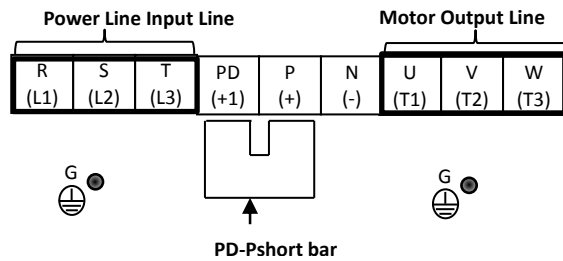 Power Line Input Line
Motor Output Line
R S T PD P N U V W
(L1) (L2) (L3) (+1) (+) (-) (T1) (T2) (T3)
G G
PD-Pshort bar